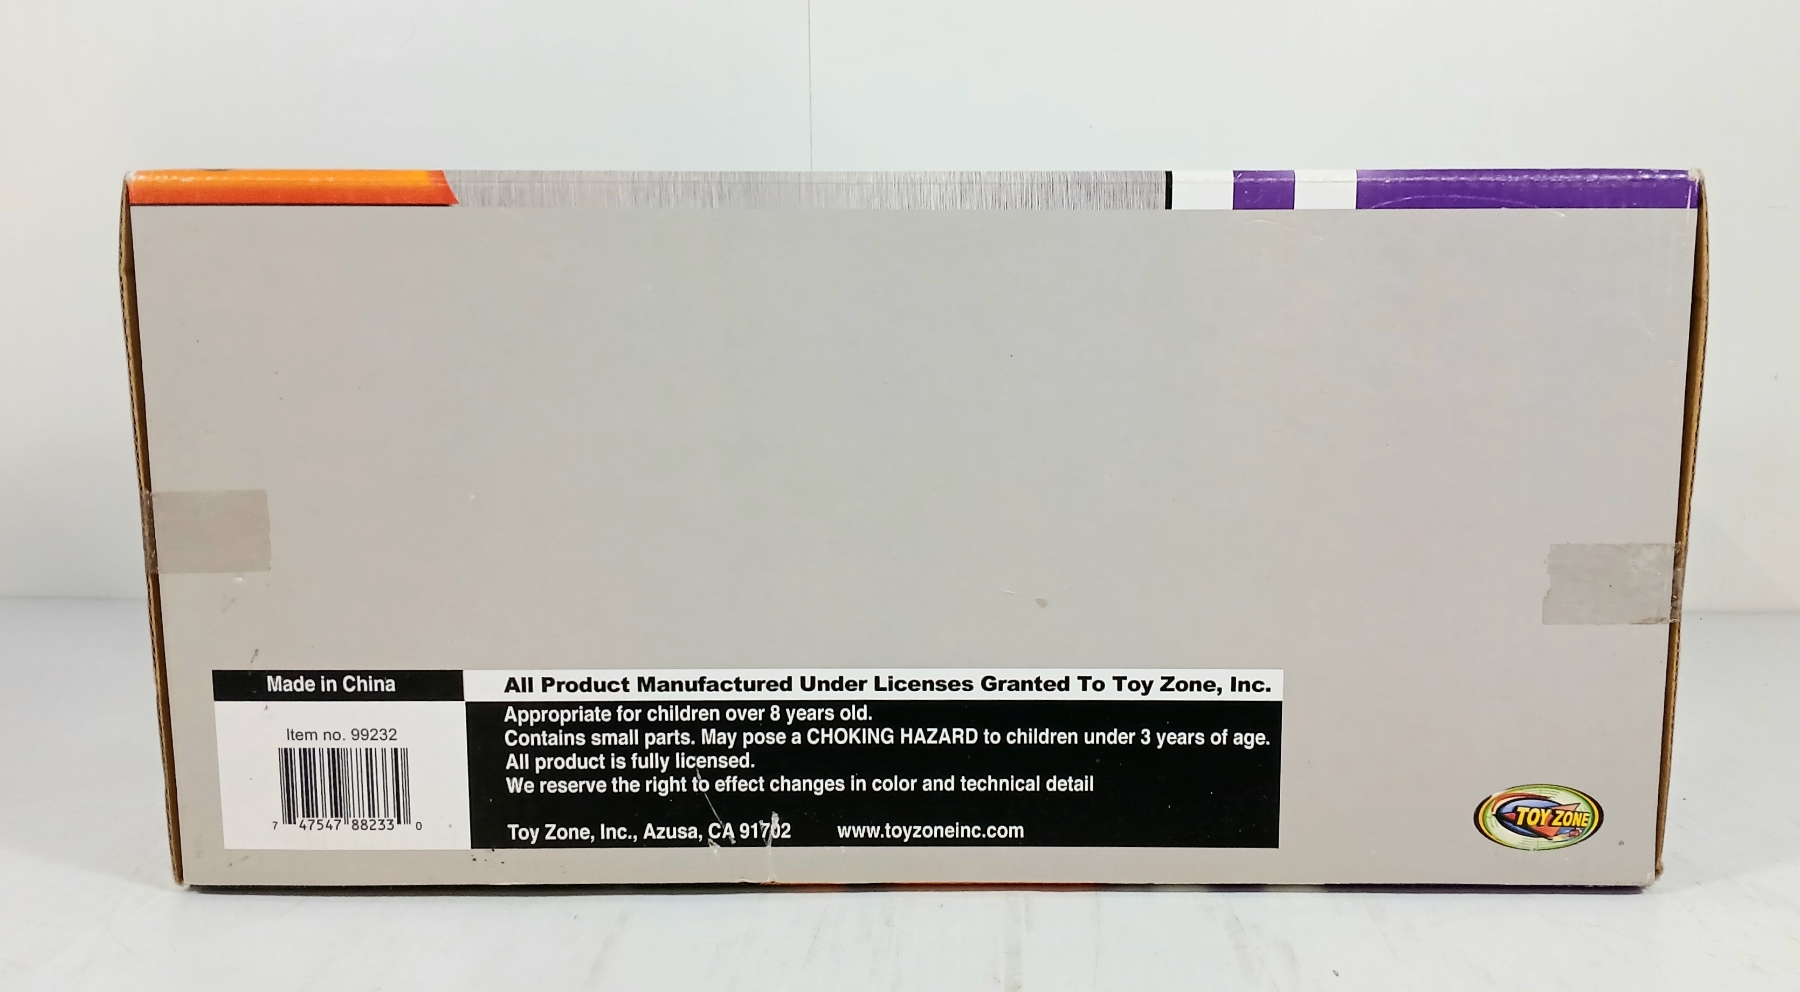 Made in China
All Product Manufactured Under Licenses Granted To Toy Zone, Inc.
Item no. 99232
7 47547 88233 0
Appropriate for children over 8 years old.
Contains small parts. May pose a CHOKING HAZARD to children under 3 years of age.
All product is fully licensed.
We reserve the right to effect changes in color and technical detail
Toy Zone, Inc., Azusa, CA 91702 www.toyzoneinc.com
TOY ZONE